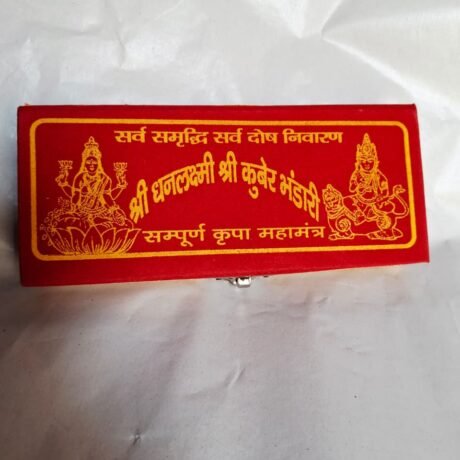 सर्व समृद्धि सर्व दोष निवारण
श्री धनलक्ष्मी श्री कुबेर भंडारी
सम्पूर्ण कृपा महामंत्र